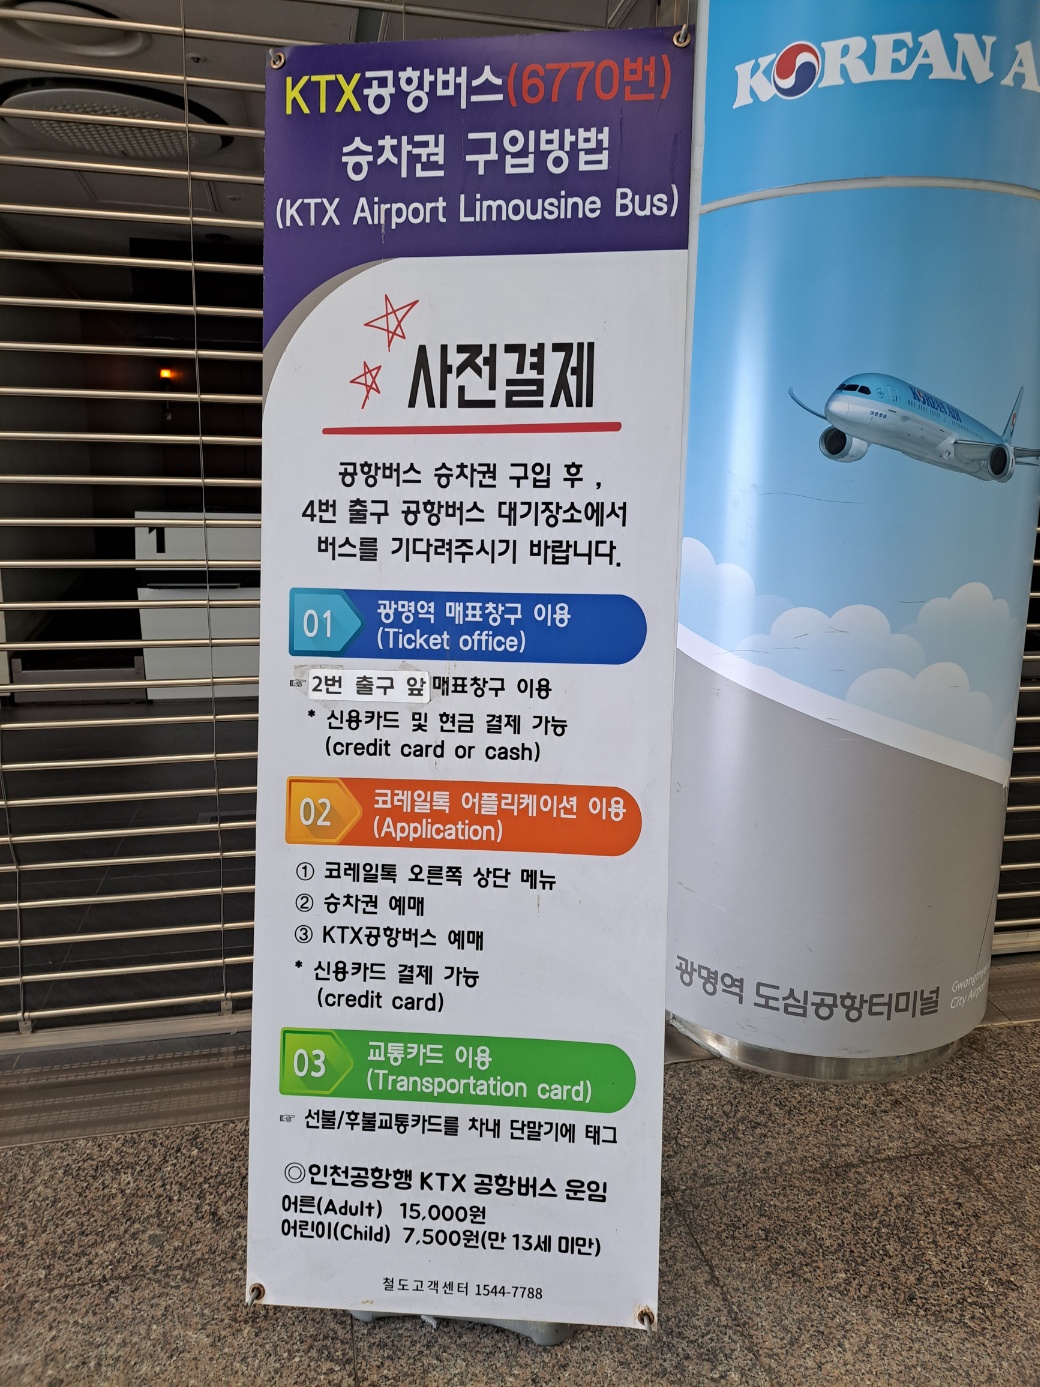 KTX공항버스(6770번)
승차권 구입방법
(KTX Airport Limousine Bus)
사전결제
공항버스 승차권 구입 후 ,
4번 출구 공항버스 대기장소에서
버스를 기다려주시기 바랍니다.
01 광명역 매표창구 이용
(Ticket office)
☞ 2번 출구 앞 매표창구 이용
* 신용카드 및 현금 결제 가능
(credit card or cash)
02 코레일톡 어플리케이션 이용
(Application)
① 코레일톡 오른쪽 상단 메뉴
② 승차권 예매
③ KTX공항버스 예매
* 신용카드 결제 가능
(credit card)
03 교통카드 이용
(Transportation card)
☞ 선불/후불교통카드를 차내 단말기에 태그
◎인천공항행 KTX 공항버스 운임
어른(Adult) 15,000원
어린이(Child) 7,500원(만 13세 미만)
철도고객센터 1544-7788
KOREAN A
KOREAN AIR
광명역 도심공항터미널
City Airpor
1